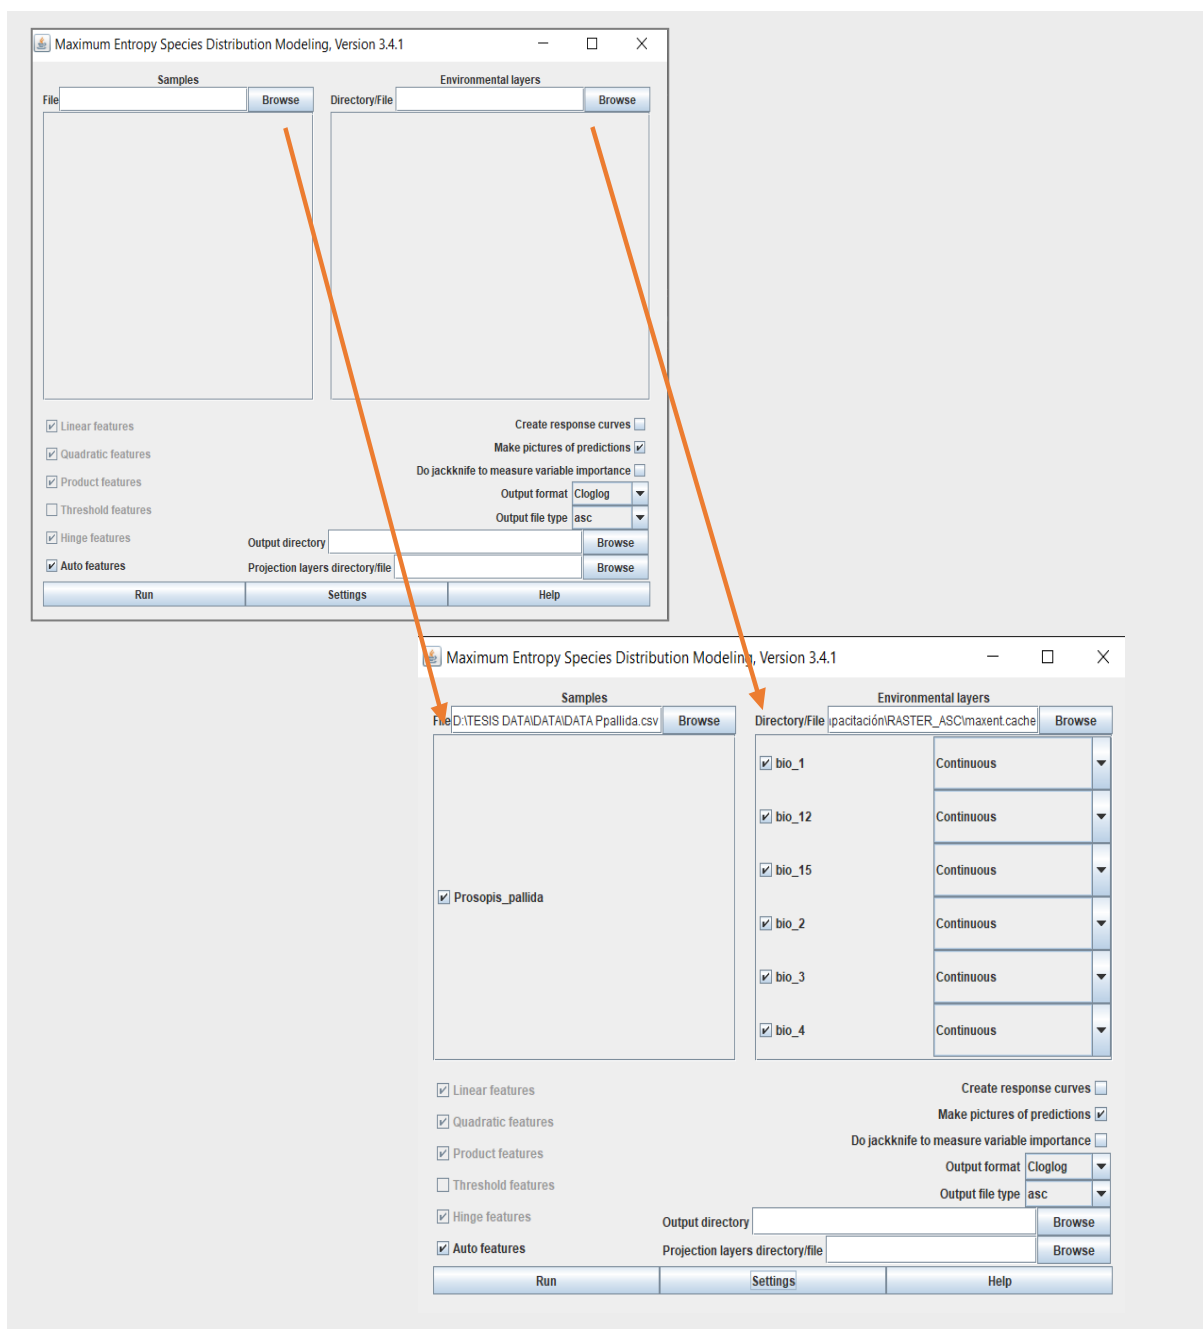 Maximum Entropy Species Distribution Modeling, Version 3.4.1
Samples
Environmental layers
File
Browse
Directory/File
Browse
Linear features
Create response curves
Quadratic features
Make pictures of predictions
Product features
Do jackknife to measure variable importance
Threshold features
Output format Cloglog
Output file type asc
Hinge features
Output directory
Browse
Auto features
Projection layers directory/file
Browse
Run
Settings
Help
Maximum Entropy Species Distribution Modeling, Version 3.4.1
Samples
Environmental layers
File D:\TESIS DATA\DATA\DATA Ppallida.csv
Browse
Directory/File
pacitación\RASTER_ASC\maxent.cache
Browse
bio_1 Continuous
bio_12 Continuous
bio_15 Continuous
Prosopis_pallida
bio_2 Continuous
bio_3 Continuous
bio_4 Continuous
Linear features
Create response curves
Quadratic features
Make pictures of predictions
Product features
Do jackknife to measure variable importance
Threshold features
Output format Cloglog
Output file type asc
Hinge features
Output directory
Browse
Auto features
Projection layers directory/file
Browse
Run
Settings
Help